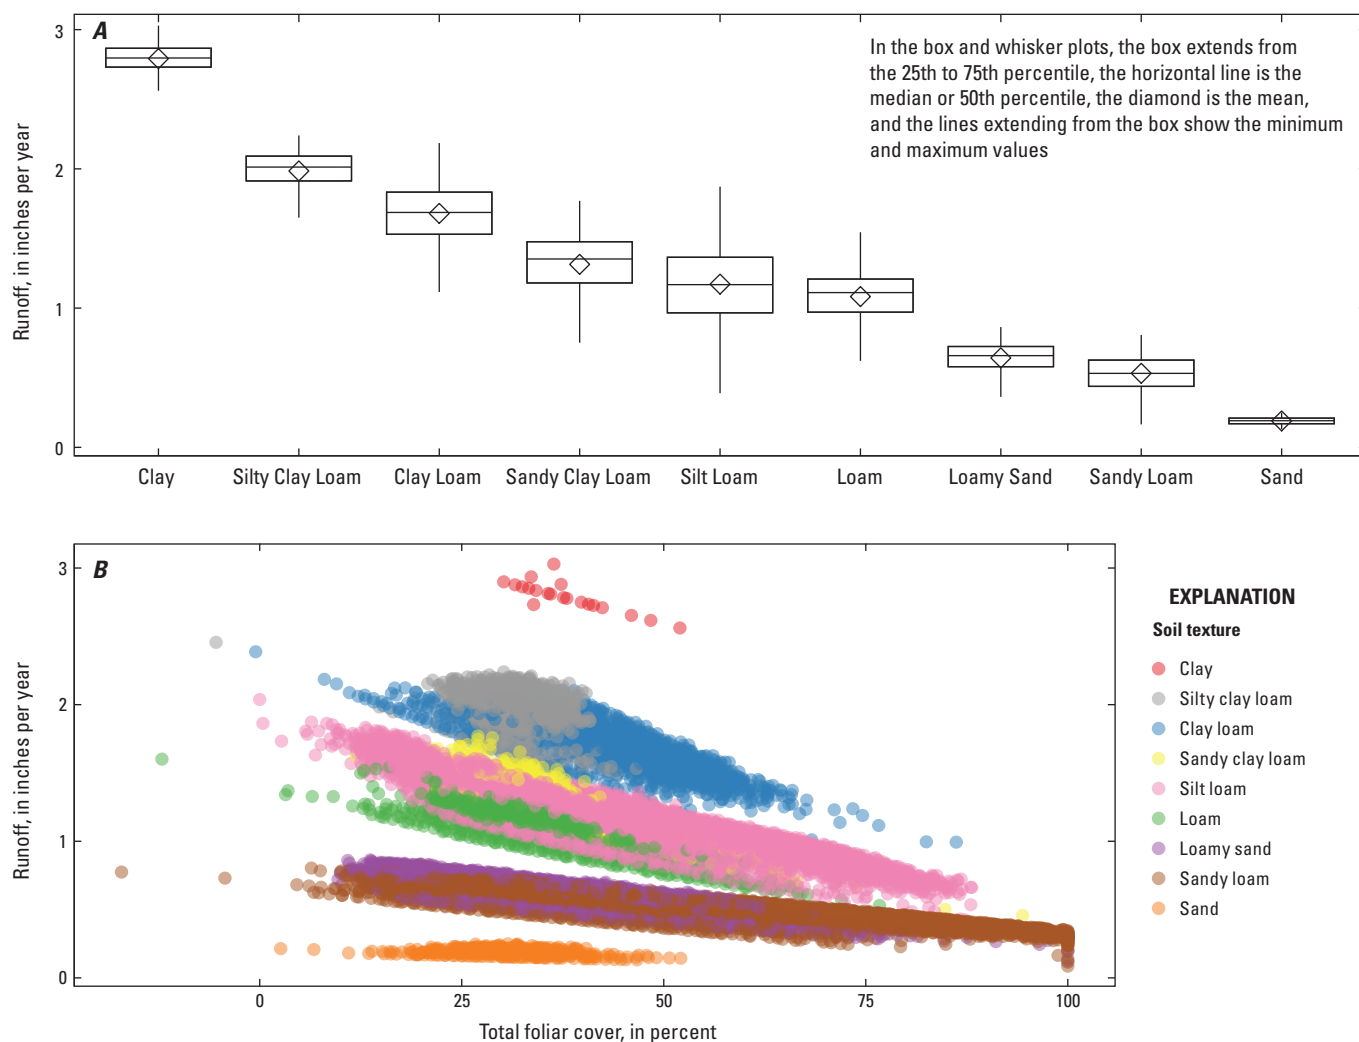 A
3
2
1
0
Runoff, in inches per year
In the box and whisker plots, the box extends from
the 25th to 75th percentile, the horizontal line is the
median or 50th percentile, the diamond is the mean,
and the lines extending from the box show the minimum
and maximum values
Clay
Silty Clay Loam
Clay Loam
Sandy Clay Loam
Silt Loam
Loam
Loamy Sand
Sandy Loam
Sand
B
3
2
1
0
Runoff, in inches per year
0
25
50
75
100
Total foliar cover, in percent
EXPLANATION
Soil texture
Clay
Silty clay loam
Clay loam
Sandy clay loam
Silt loam
Loam
Loamy sand
Sandy loam
Sand